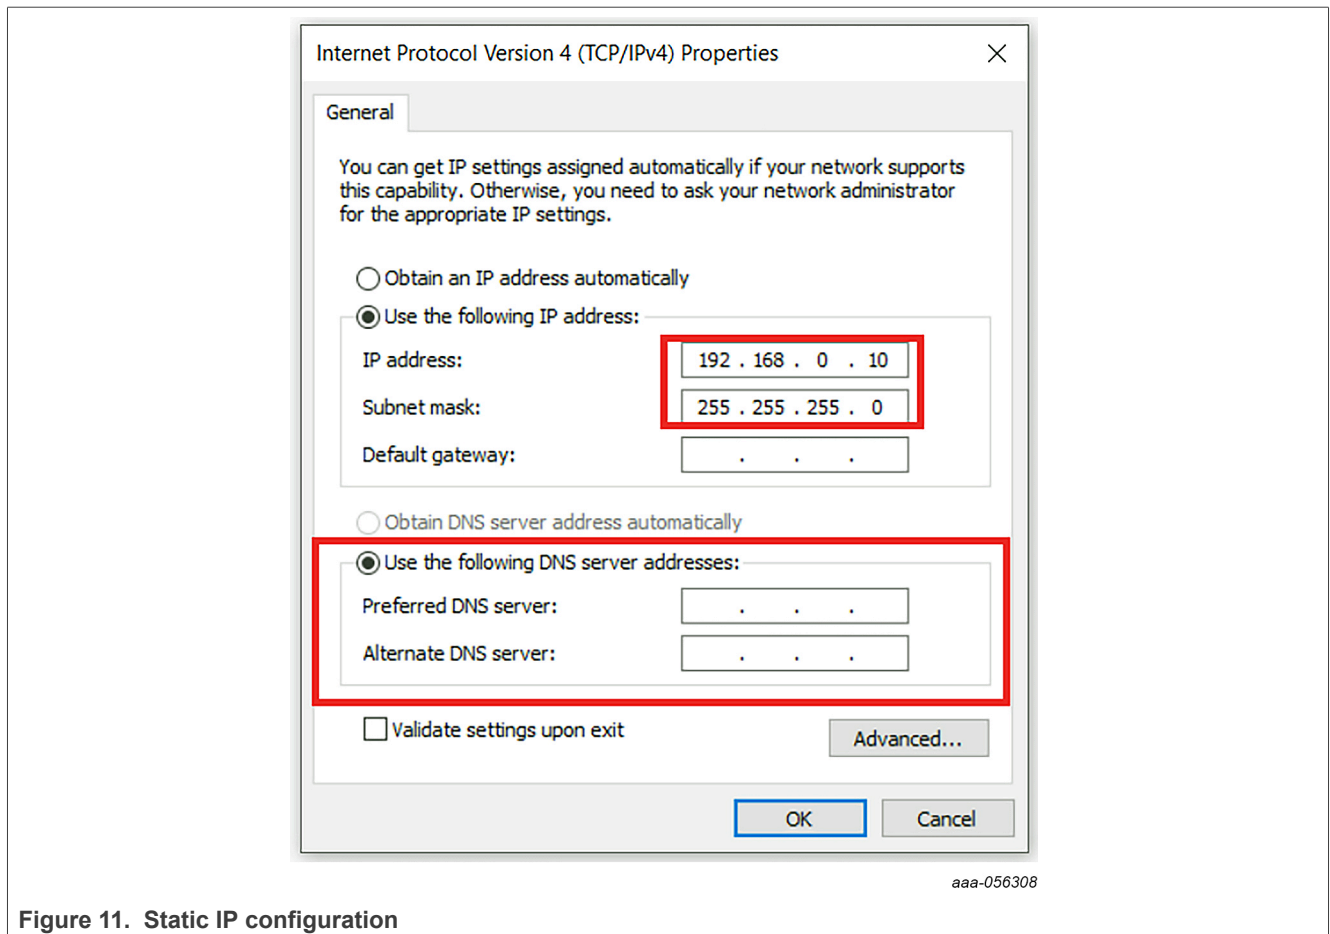 Internet Protocol Version 4 (TCP/IPv4) Properties
General
You can get IP settings assigned automatically if your network supports
this capability. Otherwise, you need to ask your network administrator
for the appropriate IP settings.
Obtain an IP address automatically
Use the following IP address:
IP address: 192 . 168 . 0 . 10
Subnet mask: 255 . 255 . 255 . 0
Default gateway: . . .
Obtain DNS server address automatically
Use the following DNS server addresses:
Preferred DNS server: . . .
Alternate DNS server: . . .
Validate settings upon exit
Advanced...
OK Cancel
aaa-056308
Figure 11. Static IP configuration